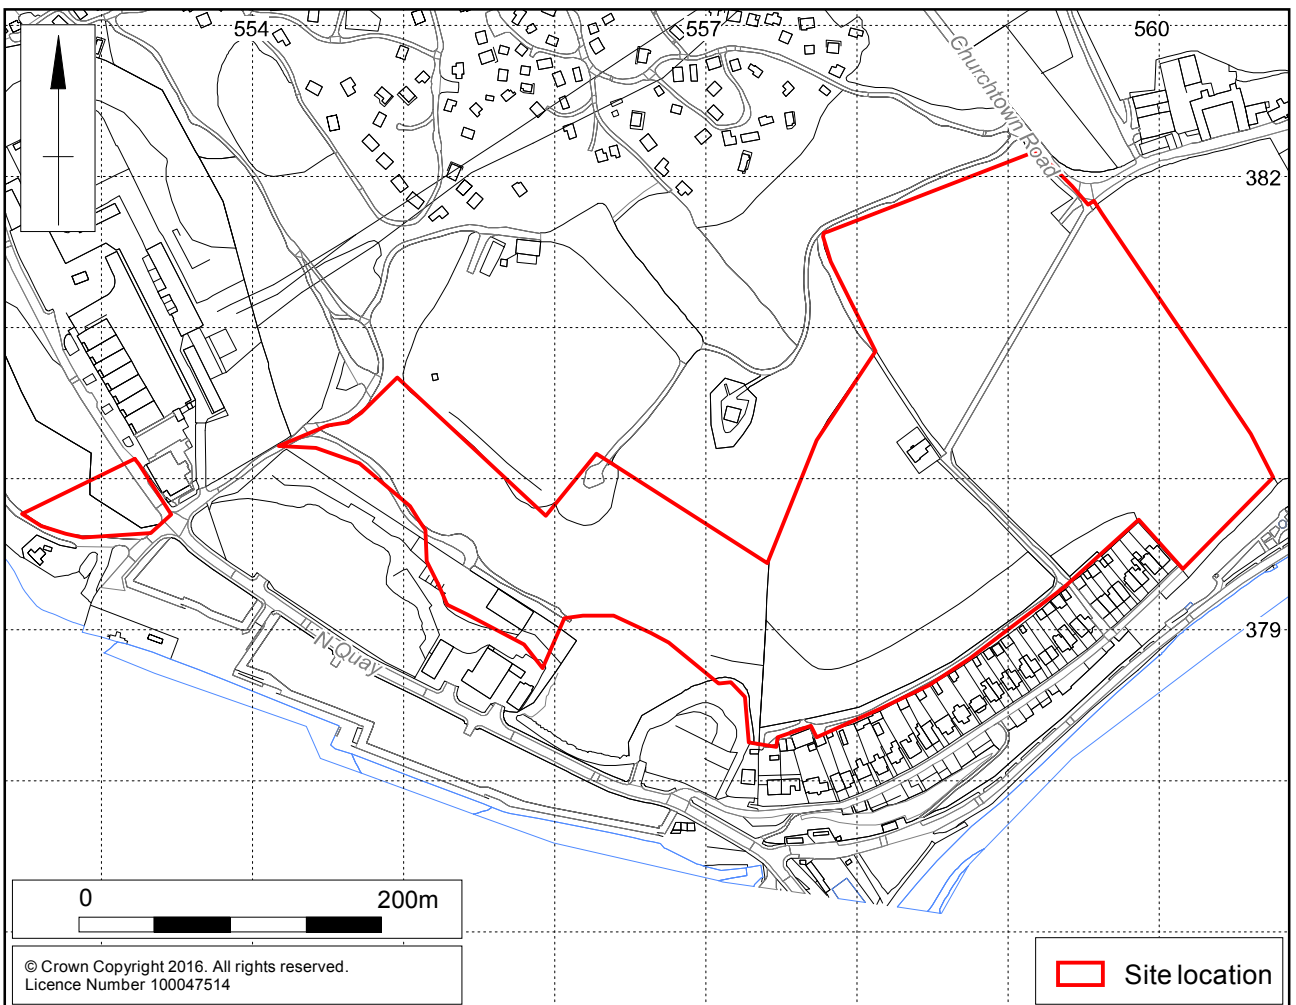 554
557
560
Churchtown Road
382
N Quay
379
0
200m
© Crown Copyright 2016. All rights reserved.
Licence Number 100047514
Site location